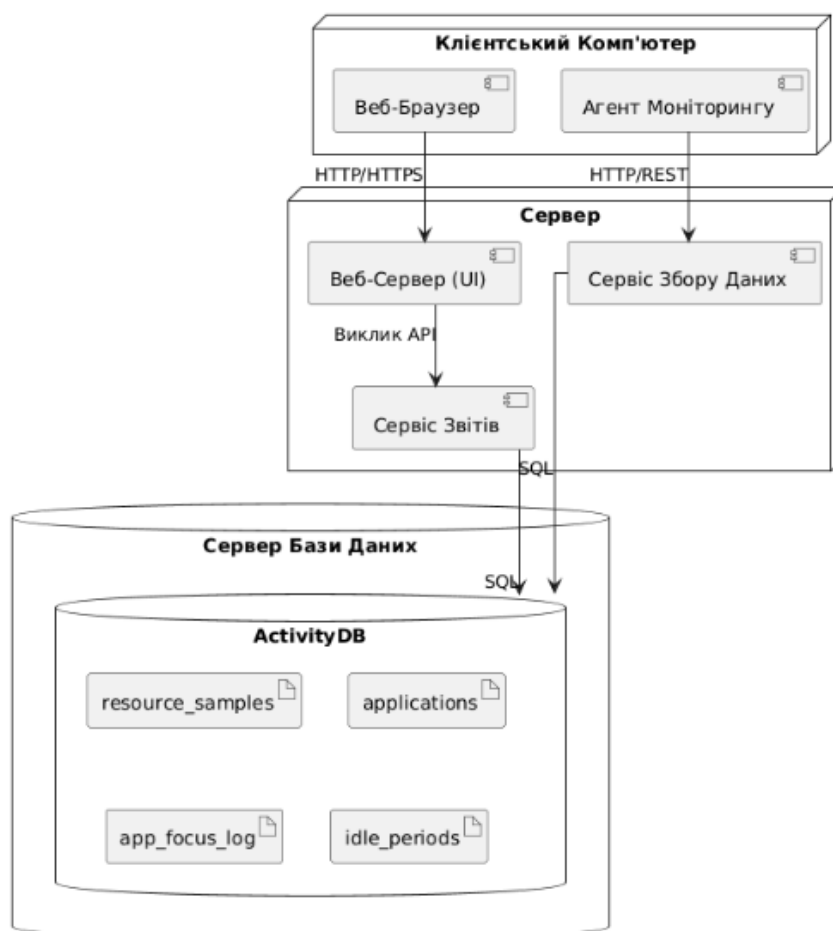 Клієнтський Комп'ютер
Веб-Браузер
Агент Моніторингу
HTTP/HTTPS
HTTP/REST
Сервер
Веб-Сервер (UI)
Сервіс Збору Даних
Виклик API
Сервіс Звітів
SQL
Сервер Бази Даних
SQL
ActivityDB
resource_samples
applications
app_focus_log
idle_periods